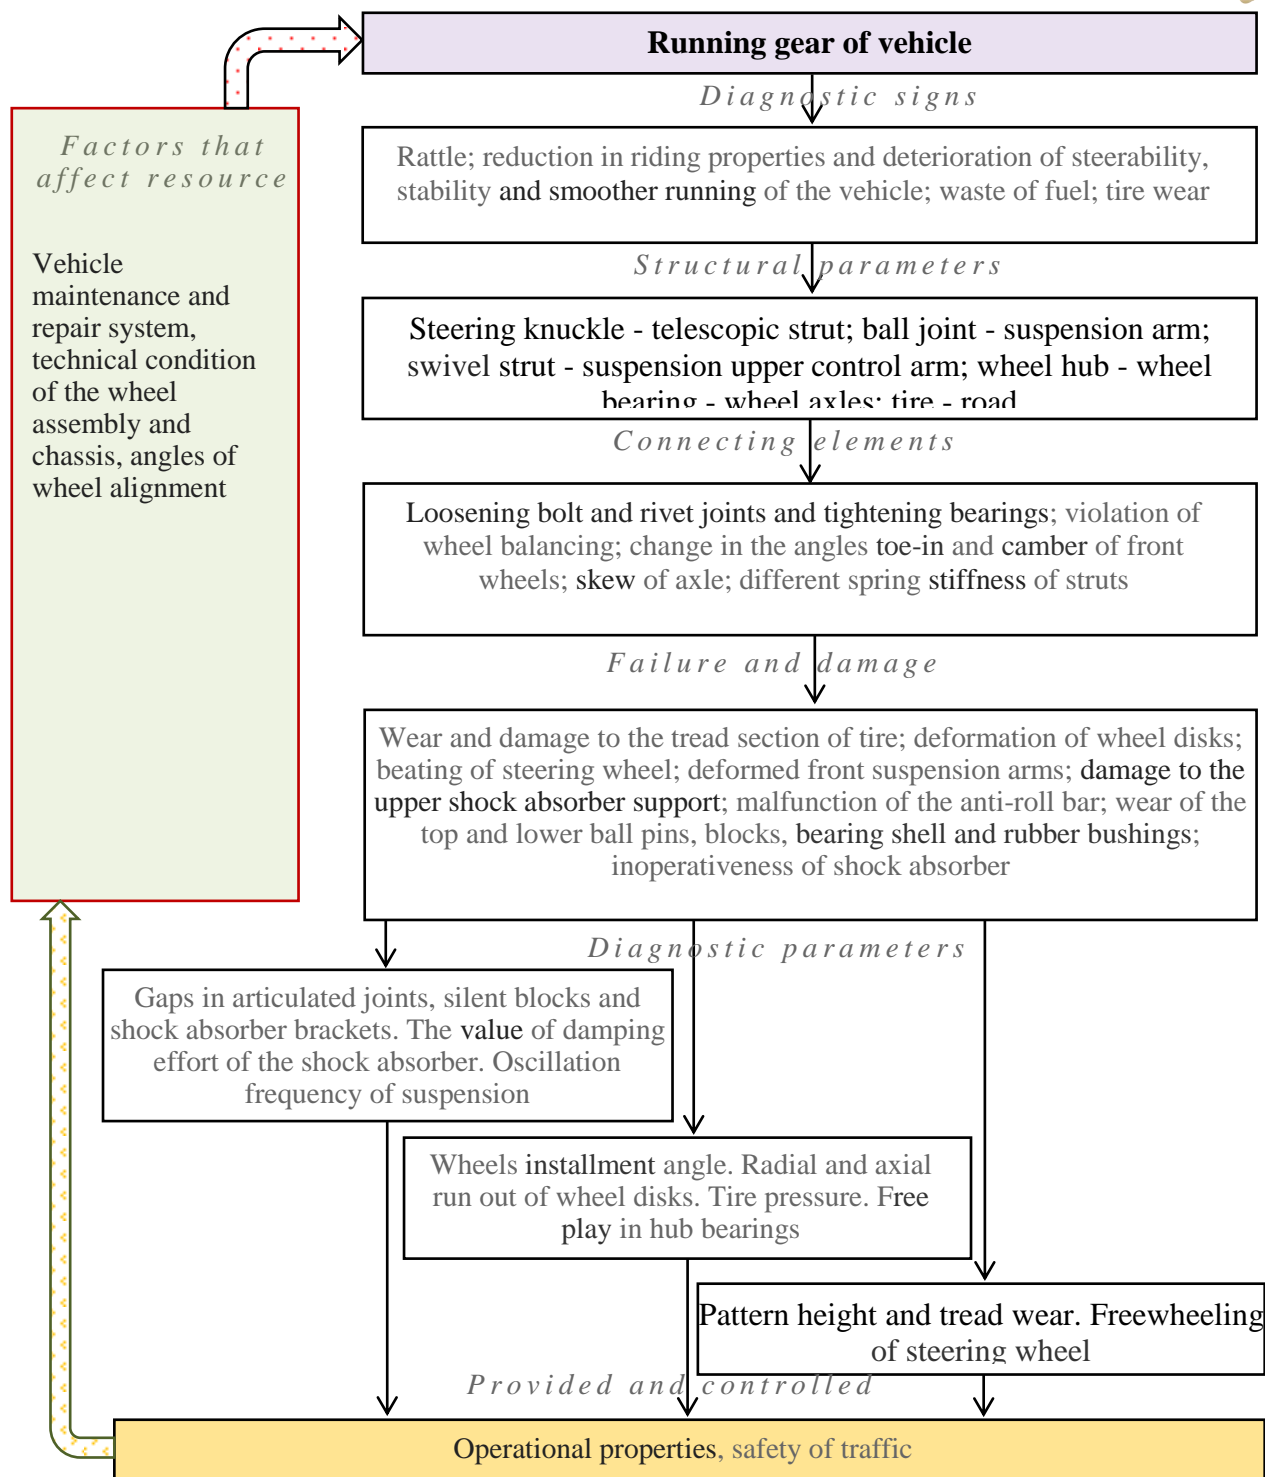 Running gear of vehicle
Diagnostic signs
Factors that
affect resource
Vehicle
maintenance and
repair system,
technical condition
of the wheel
assembly and
chassis, angles of
wheel alignment
Rattle; reduction in riding properties and deterioration of steerability,
stability and smoother running of the vehicle; waste of fuel; tire wear
Structural parameters
Steering knuckle - telescopic strut; ball joint - suspension arm;
swivel strut - suspension upper control arm; wheel hub - wheel
bearing - wheel axles; tire - road
Connecting elements
Loosening bolt and rivet joints and tightening bearings; violation of
wheel balancing; change in the angles toe-in and camber of front
wheels; skew of axle; different spring stiffness of struts
Failure and damage
Wear and damage to the tread section of tire; deformation of wheel disks;
beating of steering wheel; deformed front suspension arms; damage to the
upper shock absorber support; malfunction of the anti-roll bar; wear of the
top and lower ball pins, blocks, bearing shell and rubber bushings;
inoperativeness of shock absorber
Diagnostic parameters
Gaps in articulated joints, silent blocks and
shock absorber brackets. The value of damping
effort of the shock absorber. Oscillation
frequency of suspension
Wheels installment angle. Radial and axial
run out of wheel disks. Tire pressure. Free
play in hub bearings
Pattern height and tread wear. Freewheeling
of steering wheel
Provided and controlled
Operational properties, safety of traffic